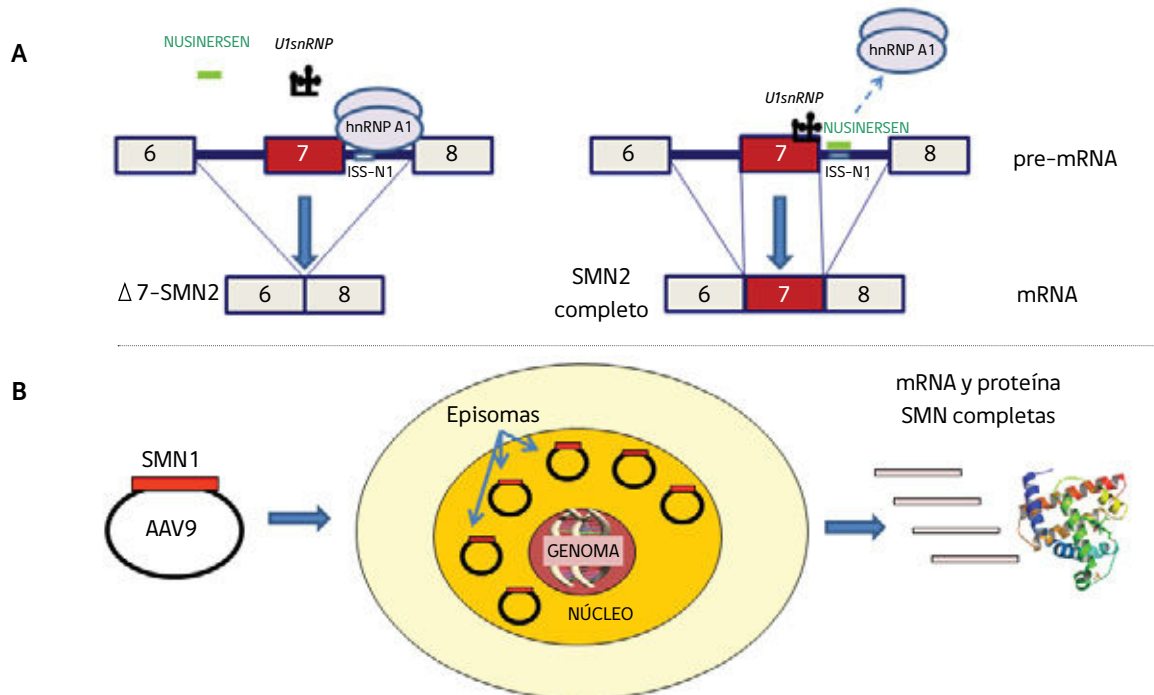 A
NUSINERSEN
U1snRNP
hnRNP A1
6
7
8
ISS-N1
Δ 7-SMN2
6
8
hnRNP A1
U1snRNP
NUSINERSEN
6
7
8
pre-mRNA
ISS-N1
SMN2
completo
6
7
8
mRNA
B
SMN1
AAV9
Episomas
GENOMA
NÚCLEO
mRNA y proteína
SMN completas